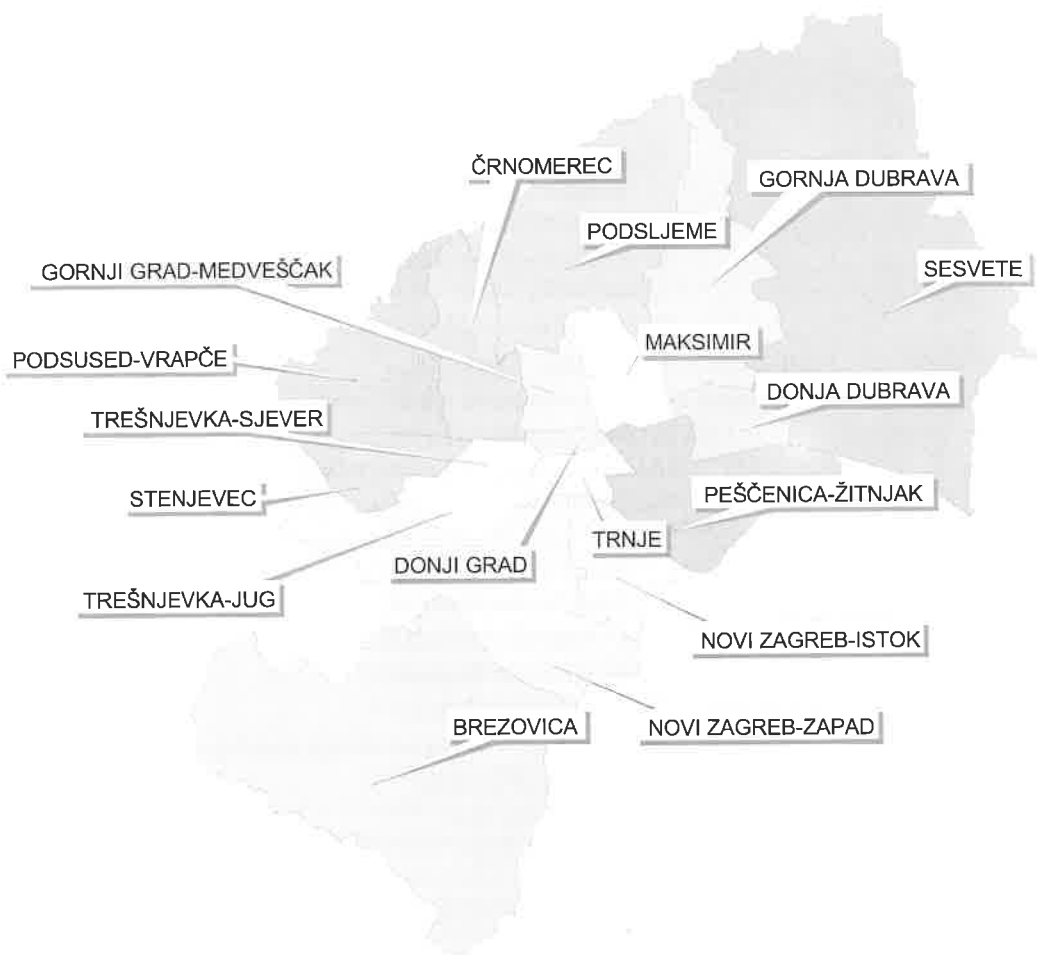 ČRNOMEREC
GORNJA DUBRAVA
PODSLJEME
GORNJI GRAD-MEDVEŠČAK
SESVETE
MAKSIMIR
PODSUSED-VRAPČE
DONJA DUBRAVA
TREŠNJEVKA-SJEVER
STENJEVEC
PEŠČENICA-ŽITNJAK
TRNJE
DONJI GRAD
TREŠNJEVKA-JUG
NOVI ZAGREB-ISTOK
BREZOVICA
NOVI ZAGREB-ZAPAD